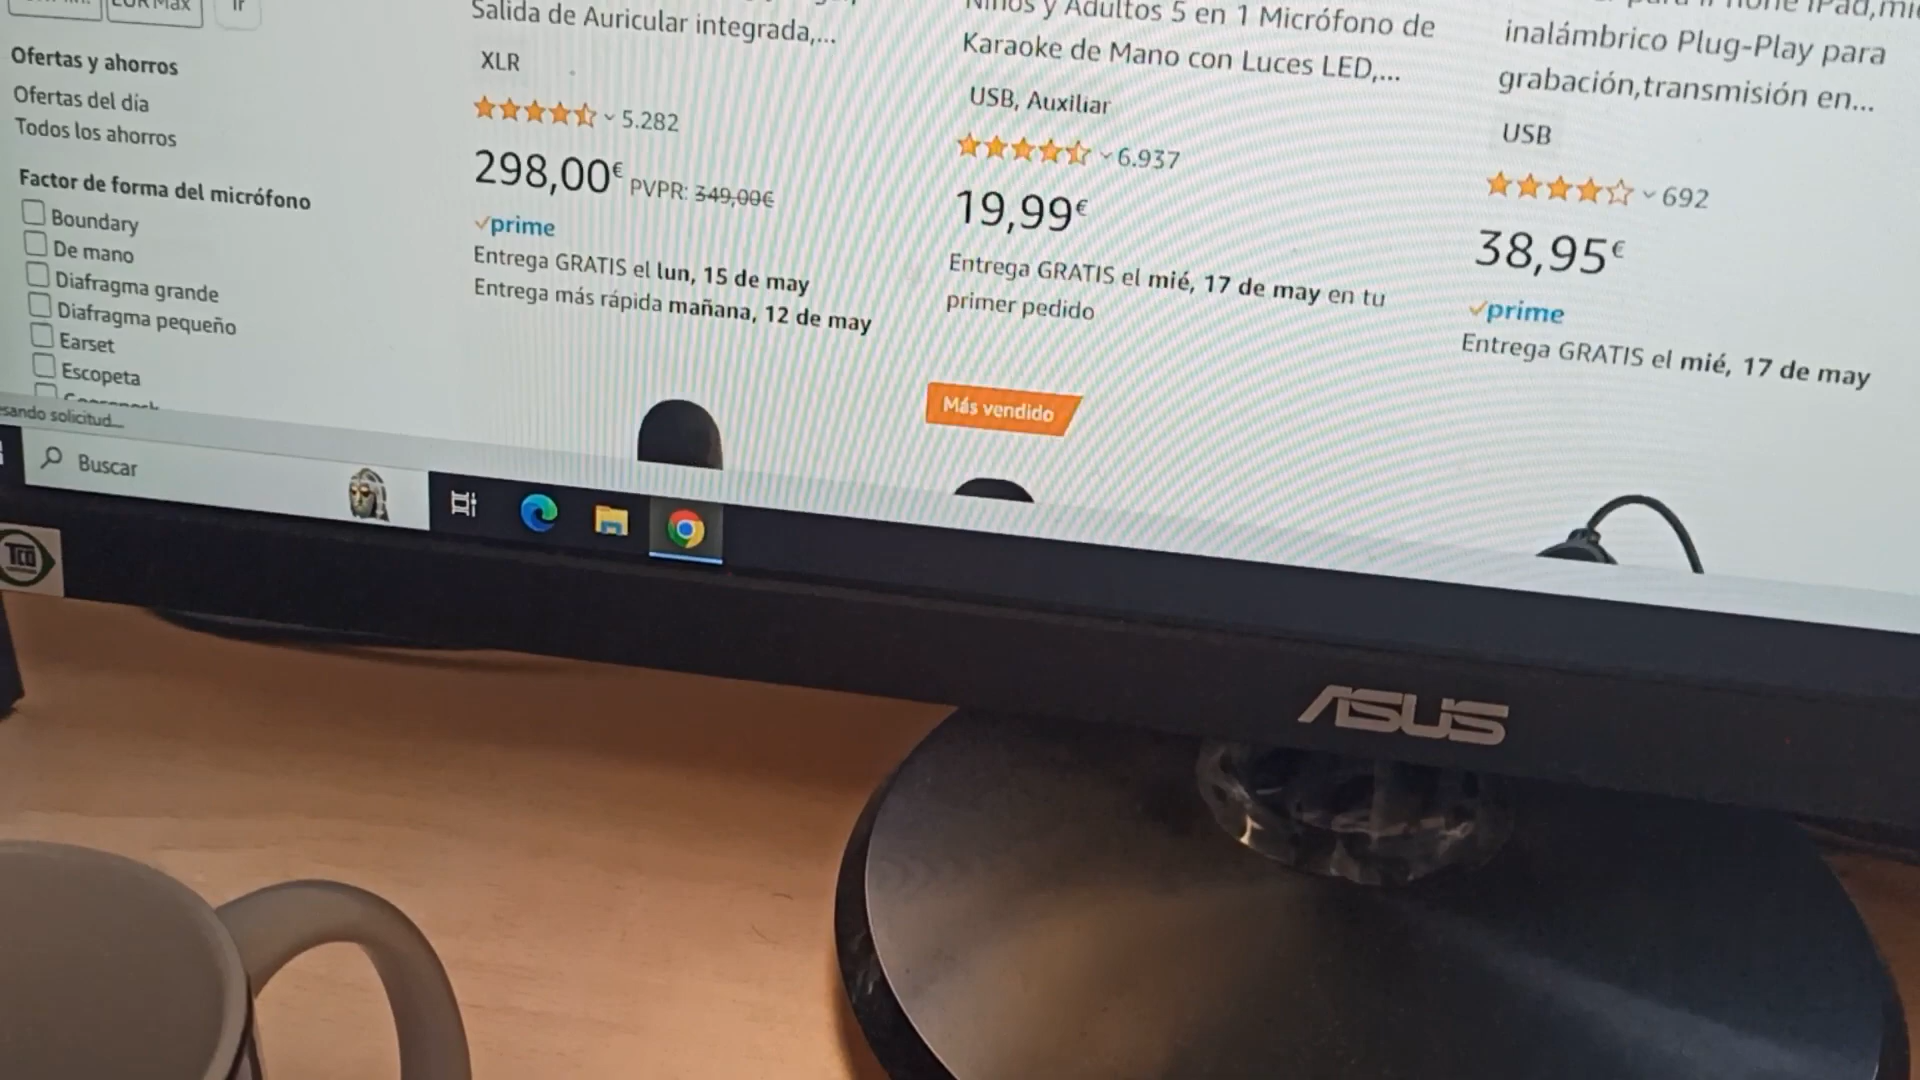 Ir
Ofertas y ahorros
Ofertas del día
Todos los ahorros
Factor de forma del micrófono
Boundary
De mano
Diafragma grande
Diafragma pequeño
Earset
Escopeta
solicitud...
Salida de Auricular integrada,...
XLR
5.282
298,00€ PVPR: 349,00€
prime
Entrega GRATIS el lun, 15 de may
Entrega más rápida mañana, 12 de may
Niños y Adultos 5 en 1 Micrófono de
Karaoke de Mano con Luces LED,...
USB, Auxiliar
6.937
19,99€
Entrega GRATIS el mié, 17 de may en tu
primer pedido
Más vendido
iPad,
inalámbrico Plug-Play para
grabación,transmisión en...
USB
692
38,95€
prime
Entrega GRATIS el mié, 17 de may
Buscar
TCO
ASUS